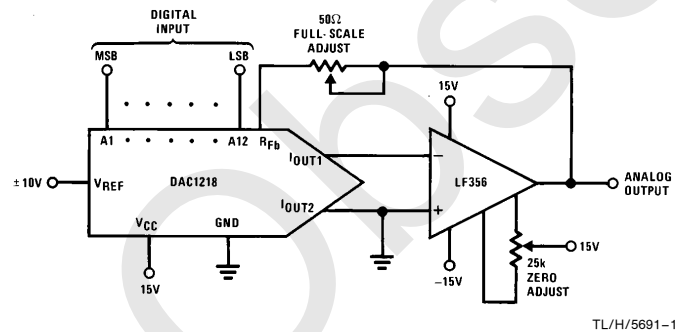 DIGITAL
INPUT
MSB
LSB
50Ω
FULL-SCALE
ADJUST
A1
A12
RFb
15V
IOUT1
−
LF356
ANALOG
OUTPUT
±10V
VREF
DAC1218
IOUT2
+
VCC
GND
15V
−15V
15V
25k
ZERO
ADJUST
TL/H/5691–1
Obso